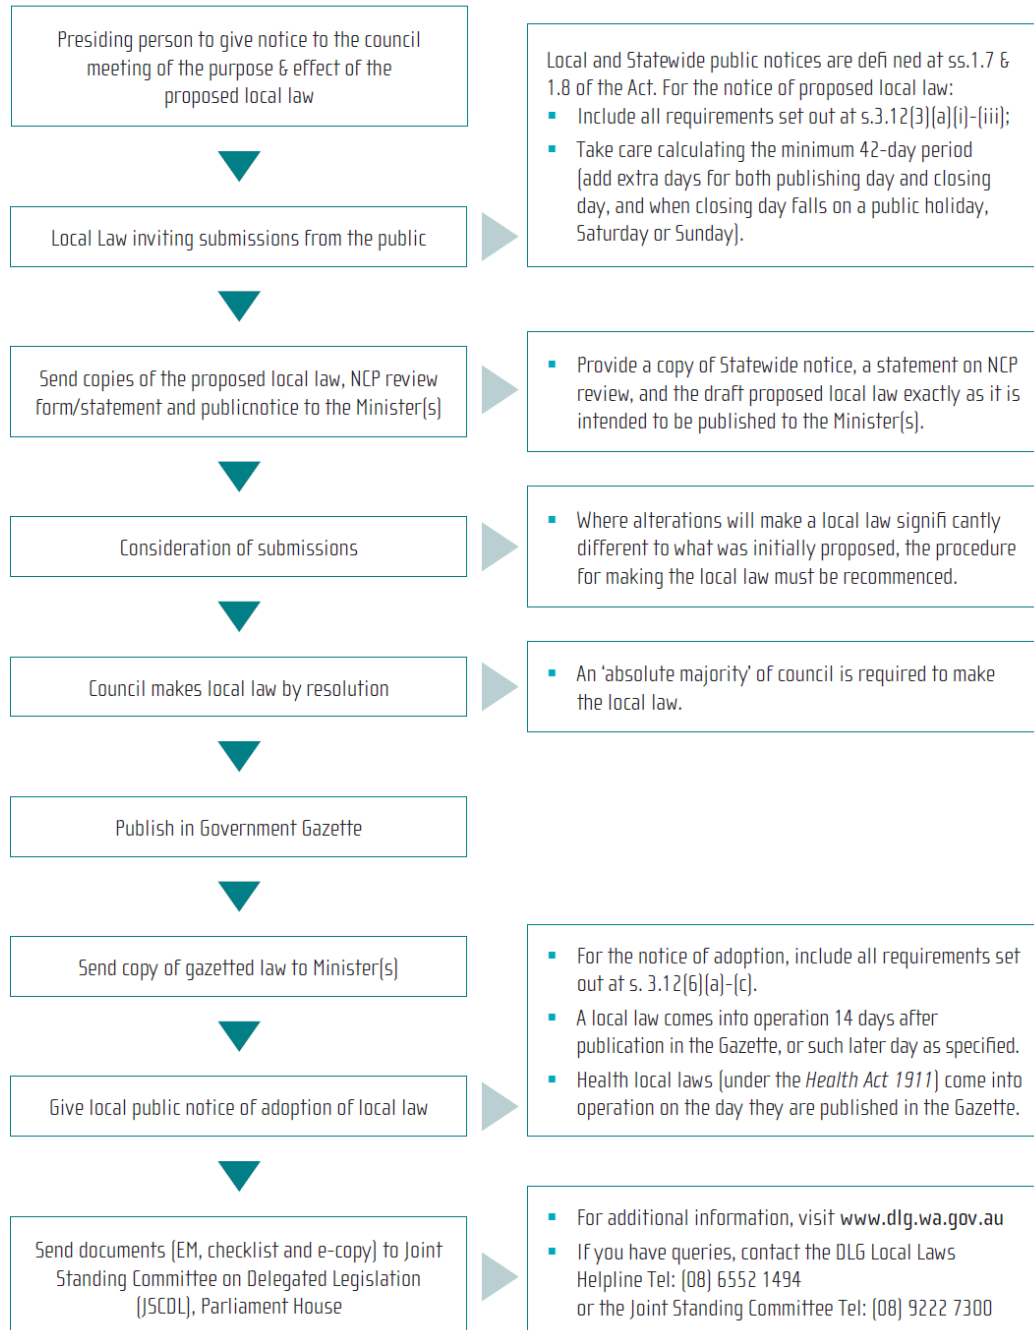 Presiding person to give notice to the council
meeting of the purpose & effect of the
proposed local law
Local and Statewide public notices are defi ned at ss.1.7 &
1.8 of the Act. For the notice of proposed local law:
▪ Include all requirements set out at s.3.12(3)(a)(i)-(iii);
▪ Take care calculating the minimum 42-day period
(add extra days for both publishing day and closing
day, and when closing day falls on a public holiday,
Saturday or Sunday).
Local Law inviting submissions from the public
Send copies of the proposed local law, NCP review
form/statement and publicnotice to the Minister(s)
▪ Provide a copy of Statewide notice, a statement on NCP
review, and the draft proposed local law exactly as it is
intended to be published to the Minister(s).
Consideration of submissions
▪ Where alterations will make a local law signifi cantly
different to what was initially proposed, the procedure
for making the local law must be recommenced.
Council makes local law by resolution
▪ An ‘absolute majority’ of council is required to make
the local law.
Publish in Government Gazette
Send copy of gazetted law to Minister(s)
▪ For the notice of adoption, include all requirements set
out at s. 3.12(6)(a)-(c).
▪ A local law comes into operation 14 days after
publication in the Gazette, or such later day as specified.
▪ Health local laws (under the Health Act 1911) come into
operation on the day they are published in the Gazette.
Give local public notice of adoption of local law
Send documents (EM, checklist and e-copy) to Joint
Standing Committee on Delegated Legislation
(JSCDL), Parliament House
▪ For additional information, visit www.dlg.wa.gov.au
▪ If you have queries, contact the DLG Local Laws
Helpline Tel: (08) 6552 1494
or the Joint Standing Committee Tel: (08) 9222 7300